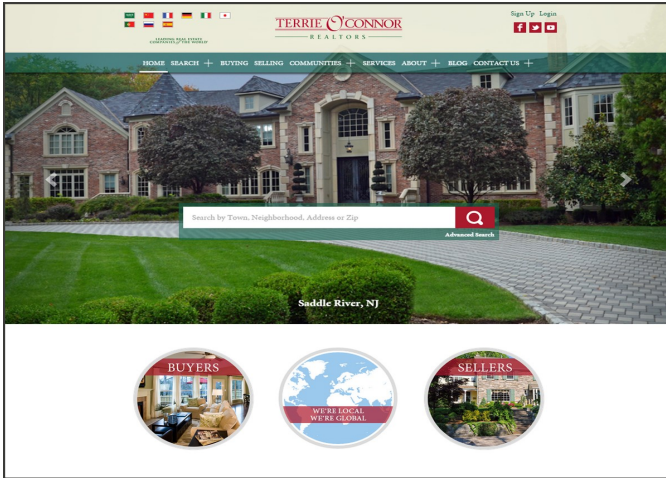 Sign Up Login
TERRIE O'CONNOR
REALTORS
LEADING REAL ESTATE
COMPANIES of THE WORLD
HOME SEARCH + BUYING SELLING COMMUNITIES + SERVICES ABOUT + BLOG CONTACT US +
Search by Town, Neighborhood, Address or Zip
Advanced Search
Saddle River, NJ
BUYERS
WE'RE LOCAL
WE'RE GLOBAL
SELLERS